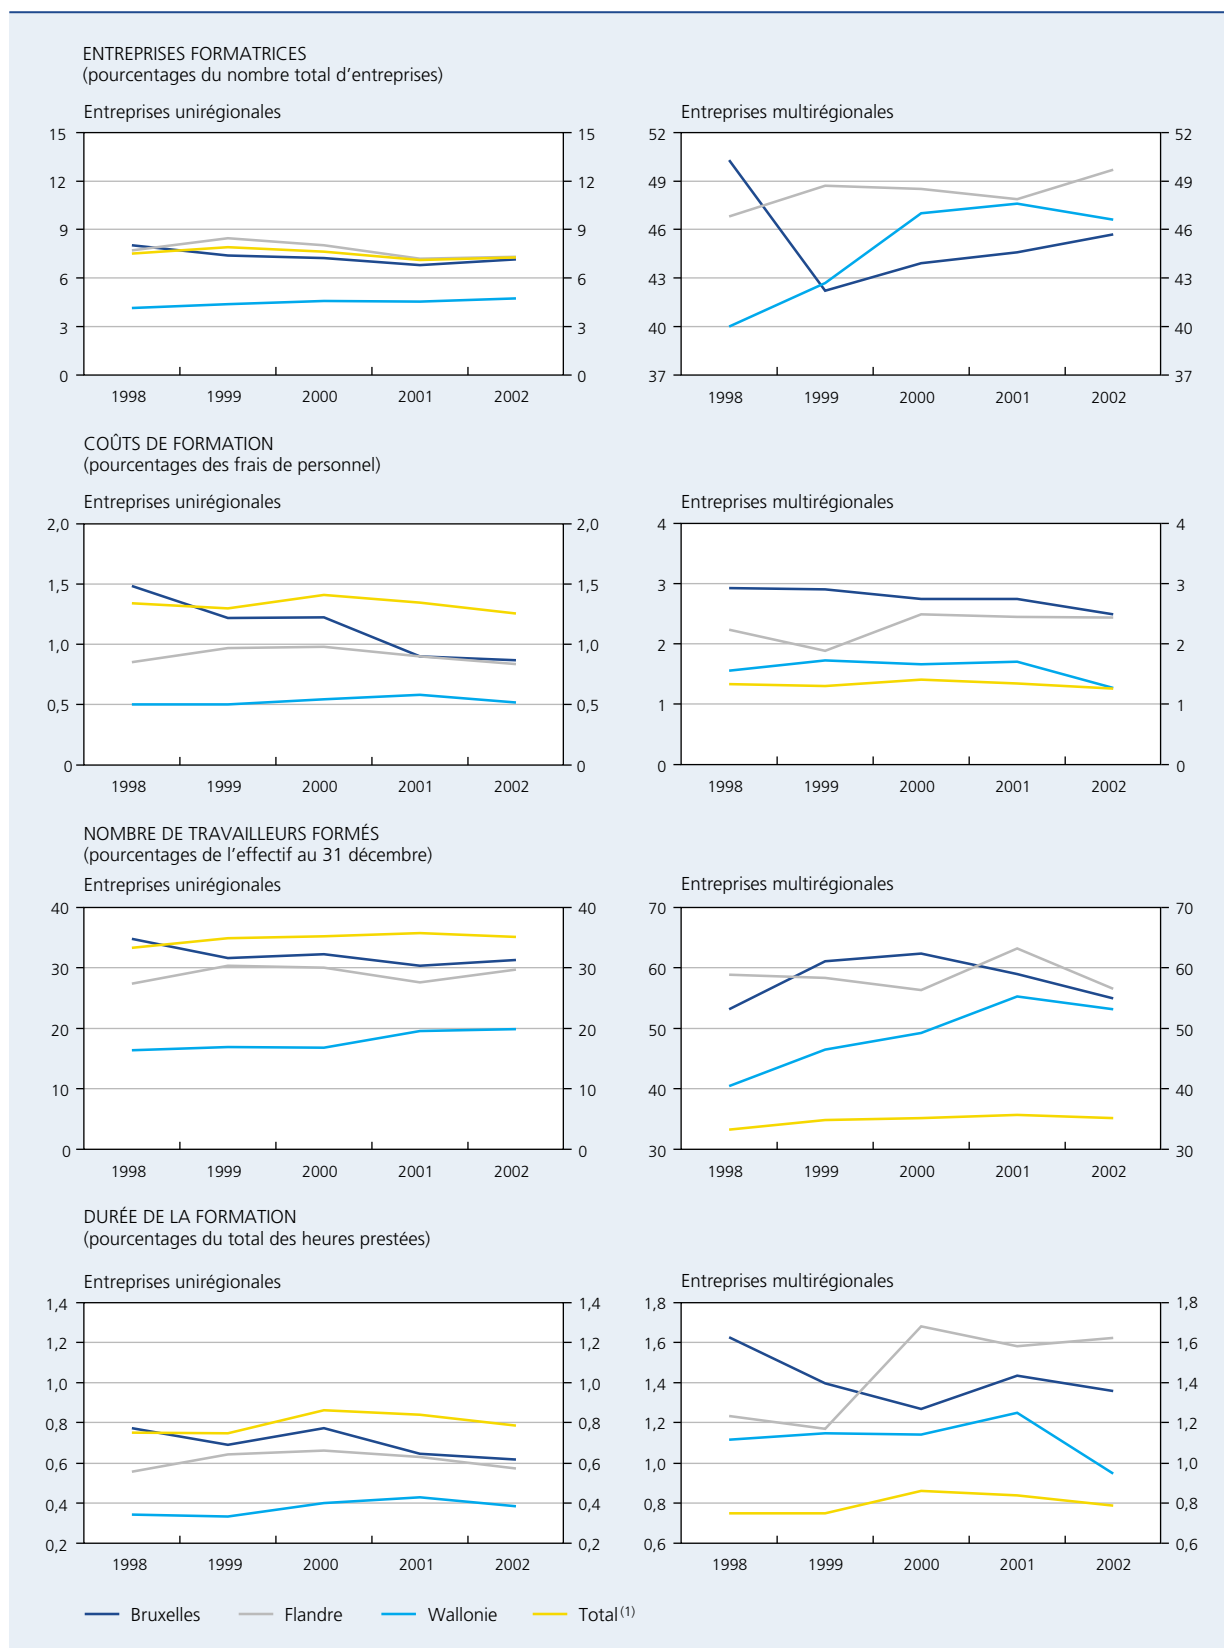 ENTREPRISES FORMATRICES
(pourcentages du nombre total d'entreprises)
Entreprises unirégionales
15 15
12 12
9 9
6 6
3 3
0 0
1998 1999 2000 2001 2002
Entreprises multirégionales
52 52
49 49
46 46
43 43
40 40
37 37
1998 1999 2000 2001 2002
COÛTS DE FORMATION
(pourcentages des frais de personnel)
Entreprises unirégionales
2,0 2,0
1,5 1,5
1,0 1,0
0,5 0,5
0 0
1998 1999 2000 2001 2002
Entreprises multirégionales
4 4
3 3
2 2
1 1
0 0
1998 1999 2000 2001 2002
NOMBRE DE TRAVAILLEURS FORMÉS
(pourcentages de l'effectif au 31 décembre)
Entreprises unirégionales
40 40
30 30
20 20
10 10
0 0
1998 1999 2000 2001 2002
Entreprises multirégionales
70 70
60 60
50 50
40 40
30 30
1998 1999 2000 2001 2002
DURÉE DE LA FORMATION
(pourcentages du total des heures prestées)
Entreprises unirégionales
1,4 1,4
1,2 1,2
1,0 1,0
0,8 0,8
0,6 0,6
0,4 0,4
0,2 0,2
1998 1999 2000 2001 2002
Entreprises multirégionales
1,8 1,8
1,6 1,6
1,4 1,4
1,2 1,2
1,0 1,0
0,8 0,8
0,6 0,6
1998 1999 2000 2001 2002
Bruxelles Flandre Wallonie Total (1)